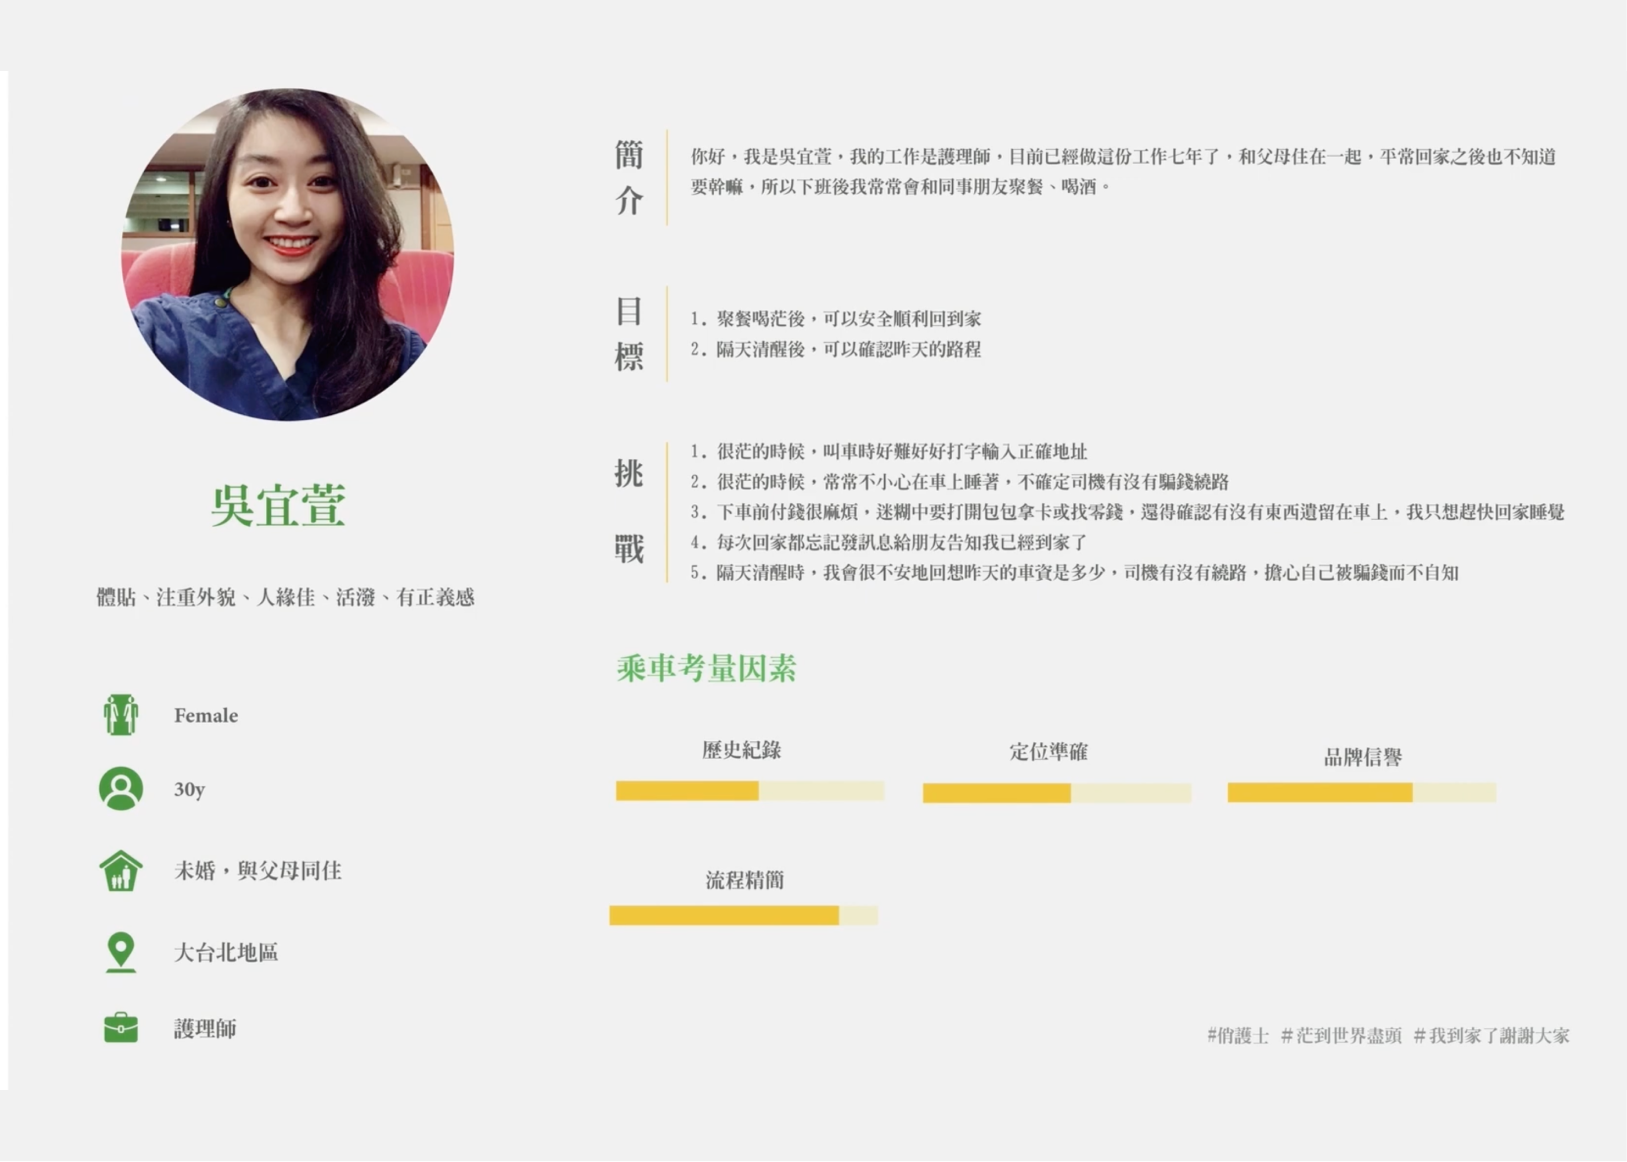 吳宜萱
體貼、注重外貌、人緣佳、活潑、有正義感
Female
30y
未婚，與父母同住
大台北地區
護理師
簡介
你好，我是吳宜萱，我的工作是護理師，目前已經做這份工作七年了，和父母住在一起，平常回家之後也不知道
要幹嘛，所以下班後我常常會和同事朋友聚餐、喝酒。
目標
1. 聚餐喝茫後，可以安全順利回到家
2. 隔天清醒後，可以確認昨天的路程
挑戰
1. 很茫的時候，叫車時好難好好打字輸入正確地址
2. 很茫的時候，常常不小心在車上睡著，不確定司機有沒有騙錢繞路
3. 下車前付錢很麻煩，迷糊中要打開包包拿卡或找零錢，還得確認有沒有東西遺留在車上，我只想趕快回家睡覺
4. 每次回家都忘記發訊息給朋友告知我已經到家了
5. 隔天清醒時，我會很不安地回想昨天的車資是多少，司機有沒有繞路，擔心自己被騙錢而不自知
乘車考量因素
歷史紀錄
定位準確
品牌信譽
流程精簡
#俏護士 #茫到世界盡頭 #我到家了謝謝大家